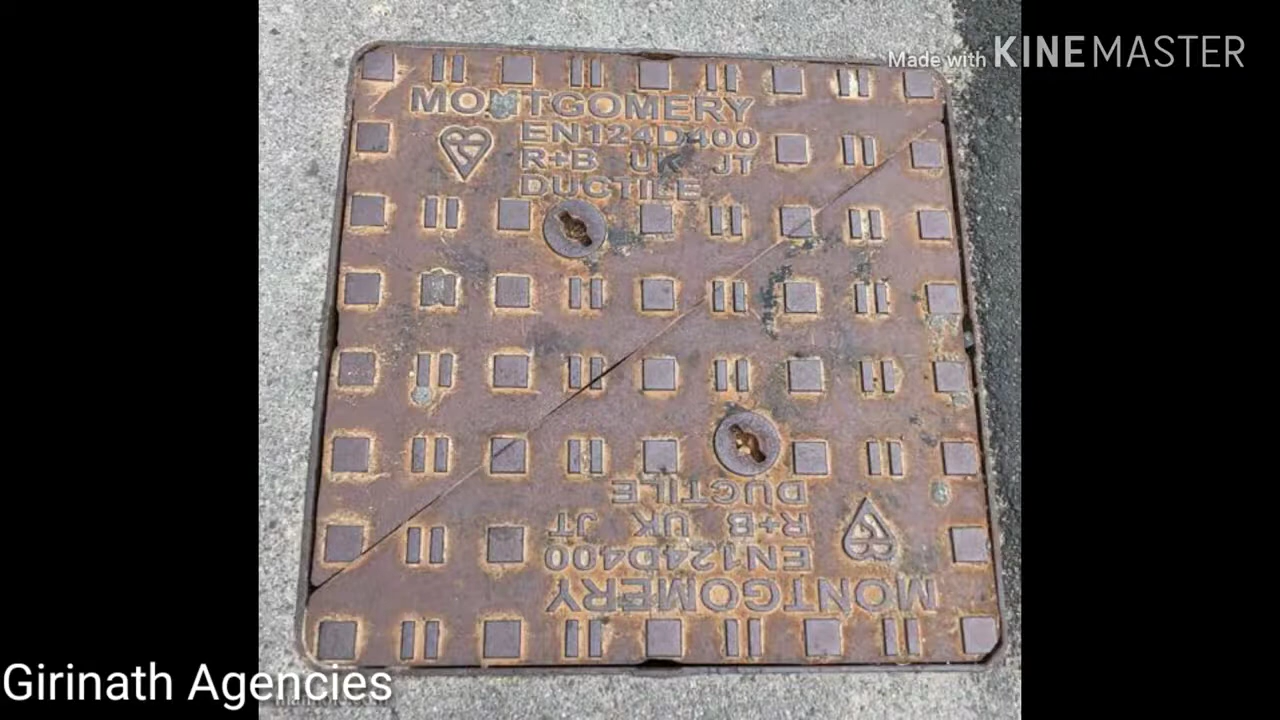 Made with KINEMASTER
MONTGOMERY
EN124D400
R+B UK JT
DUCTILE
DUCTILE
R+B UK JT
EN124D400
MONTGOMERY
Girinath Agencies